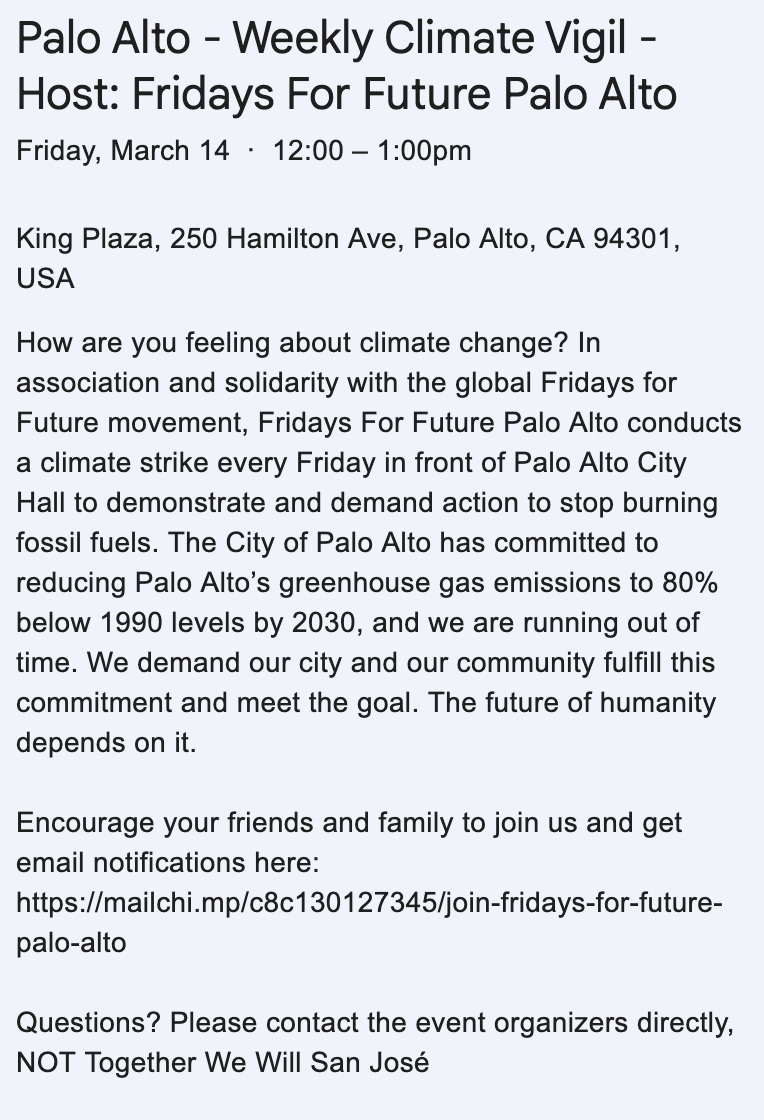 Palo Alto - Weekly Climate Vigil -
Host: Fridays For Future Palo Alto
Friday, March 14 · 12:00 – 1:00pm
King Plaza, 250 Hamilton Ave, Palo Alto, CA 94301,
USA
How are you feeling about climate change? In
association and solidarity with the global Fridays for
Future movement, Fridays For Future Palo Alto conducts
a climate strike every Friday in front of Palo Alto City
Hall to demonstrate and demand action to stop burning
fossil fuels. The City of Palo Alto has committed to
reducing Palo Alto’s greenhouse gas emissions to 80%
below 1990 levels by 2030, and we are running out of
time. We demand our city and our community fulfill this
commitment and meet the goal. The future of humanity
depends on it.
Encourage your friends and family to join us and get
email notifications here:
https://mailchi.mp/c8c130127345/join-fridays-for-future-
palo-alto
Questions? Please contact the event organizers directly,
NOT Together We Will San José